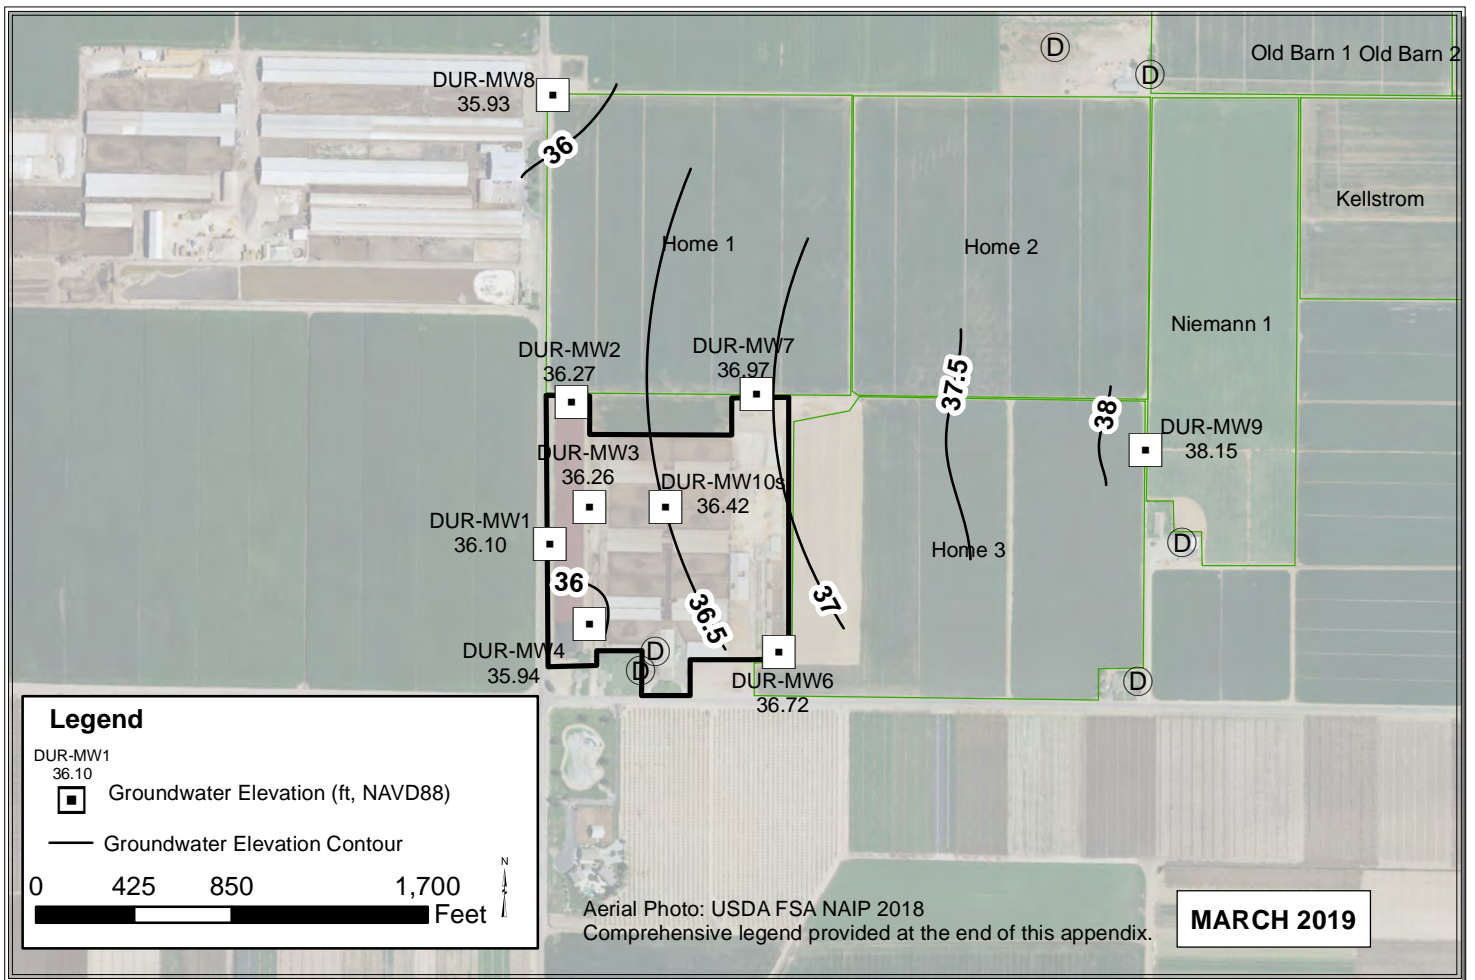 D
D
Old Barn 1 Old Barn 2
DUR-MW8
35.93
36
Kellstrom
Home 1
Home 2
Niemann 1
DUR-MW2
36.27
DUR-MW7
36.97
37.5
38
DUR-MW9
38.15
DUR-MW3
36.26
DUR-MW10s
36.42
DUR-MW1
36.10
D
Home 3
36
36.5
37
DUR-MW4
35.94
D
D
DUR-MW6
36.72
D
Legend
DUR-MW1
36.10
Groundwater Elevation (ft, NAVD88)
Groundwater Elevation Contour
N
0 425 850 1,700
Feet
Aerial Photo: USDA FSA NAIP 2018
Comprehensive legend provided at the end of this appendix.
MARCH 2019